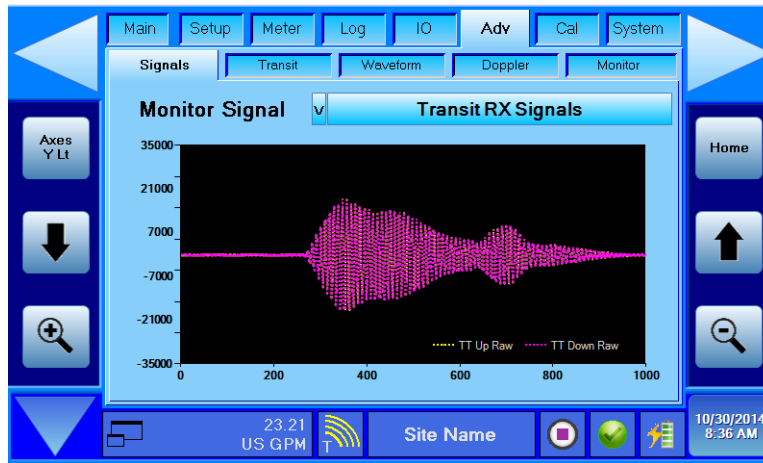 Main Setup Meter Log IO Adv Cal System
Signals Transit Waveform Doppler Monitor
Monitor Signal v Transit RX Signals
Axes
Y Lt
Home
35000
21000
7000
-7000
-21000
-35000
TT Up Raw TT Down Raw
0 200 400 600 800 1000
23.21
US GPM
T
Site Name
10/30/2014
8:36 AM